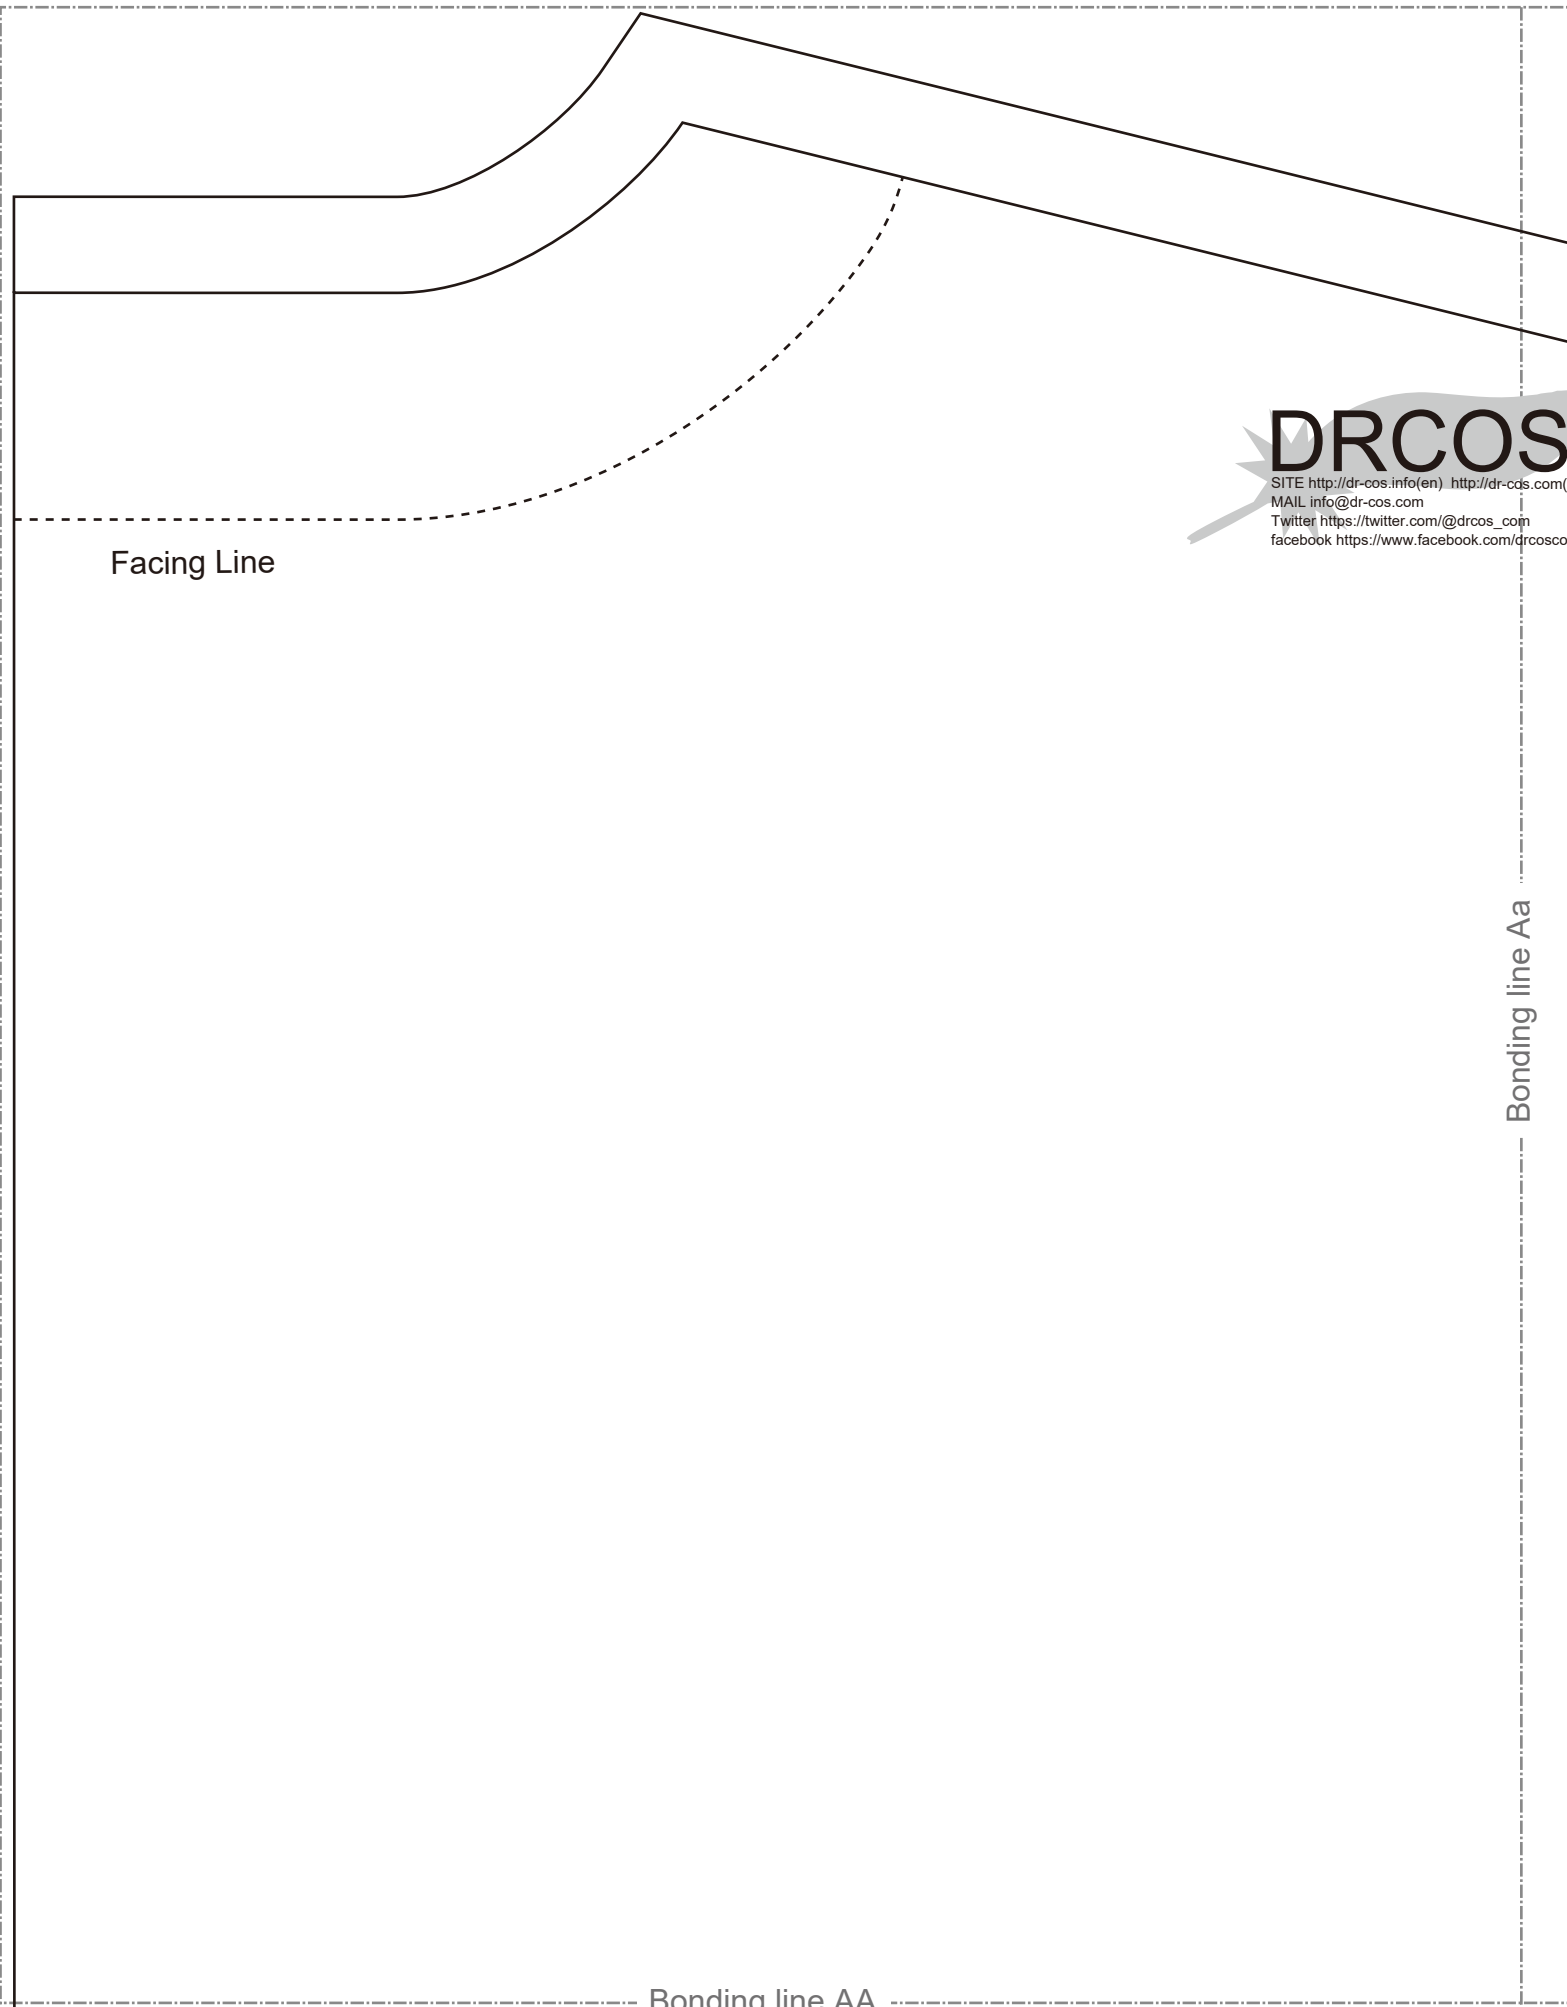 DRCOS
SITE http://dr-cos.info(en) http://dr-cos.com(
MAIL info@dr-cos.com
Twitter https://twitter.com/@drcos_com
facebook https://www.facebook.com/drcosco
Facing Line
Bonding line Aa
Bonding line AA